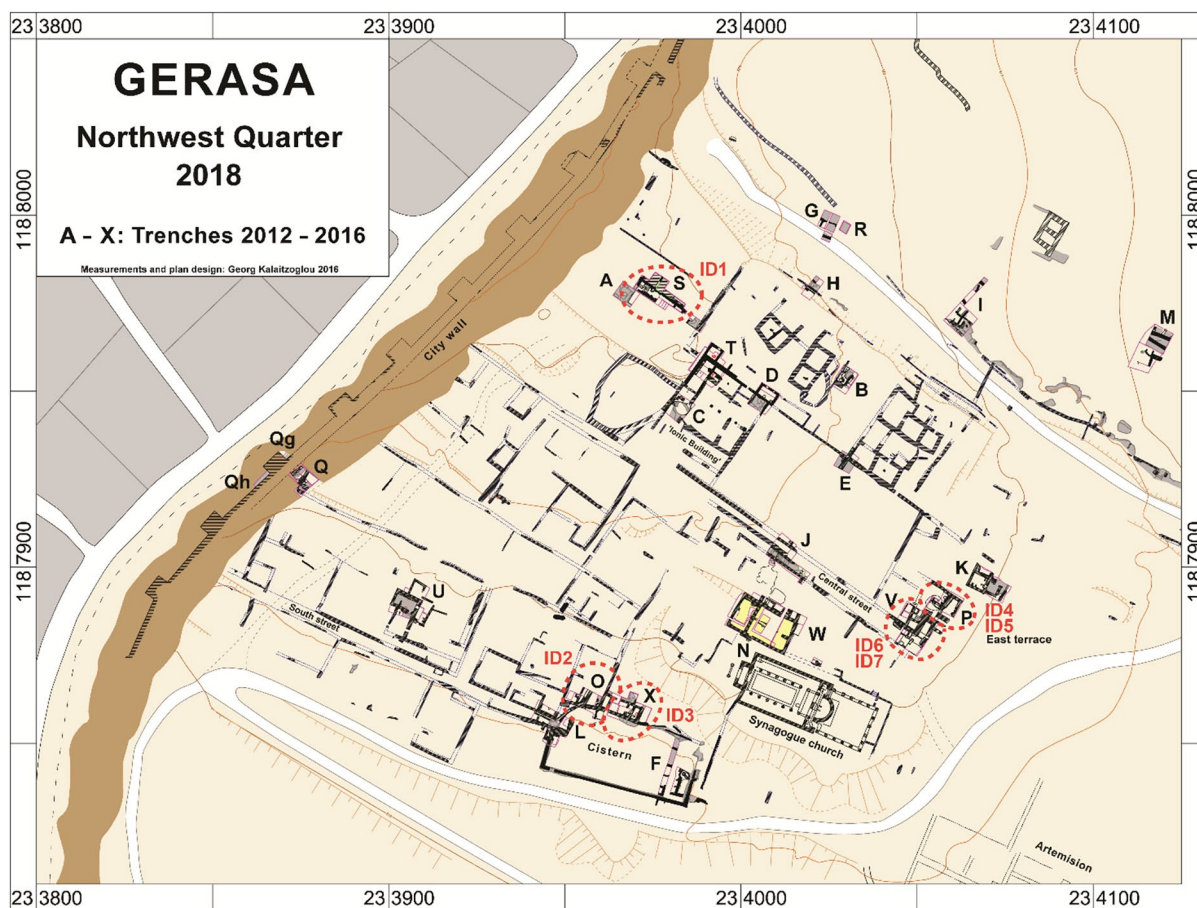 23 3800
23 3900
23 4000
23 4100
GERASA
Northwest Quarter
2018
A - X: Trenches 2012 - 2016
Measurements and plan design: Georg Kalaitzoglou 2016
118 8000
118 8000
G
R
ID1
A
S
H
I
M
City wall
T
D
B
C
'Ionic Building'
E
Qg
Q
Qh
118 7900
118 7900
J
Central street
K
U
V
P
ID4
ID5
East terrace
South street
W
ID6
ID7
N
ID2
O
X
ID3
L
Cistern
F
Synagogue church
Artemision
23 3800
23 3900
23 4000
23 4100